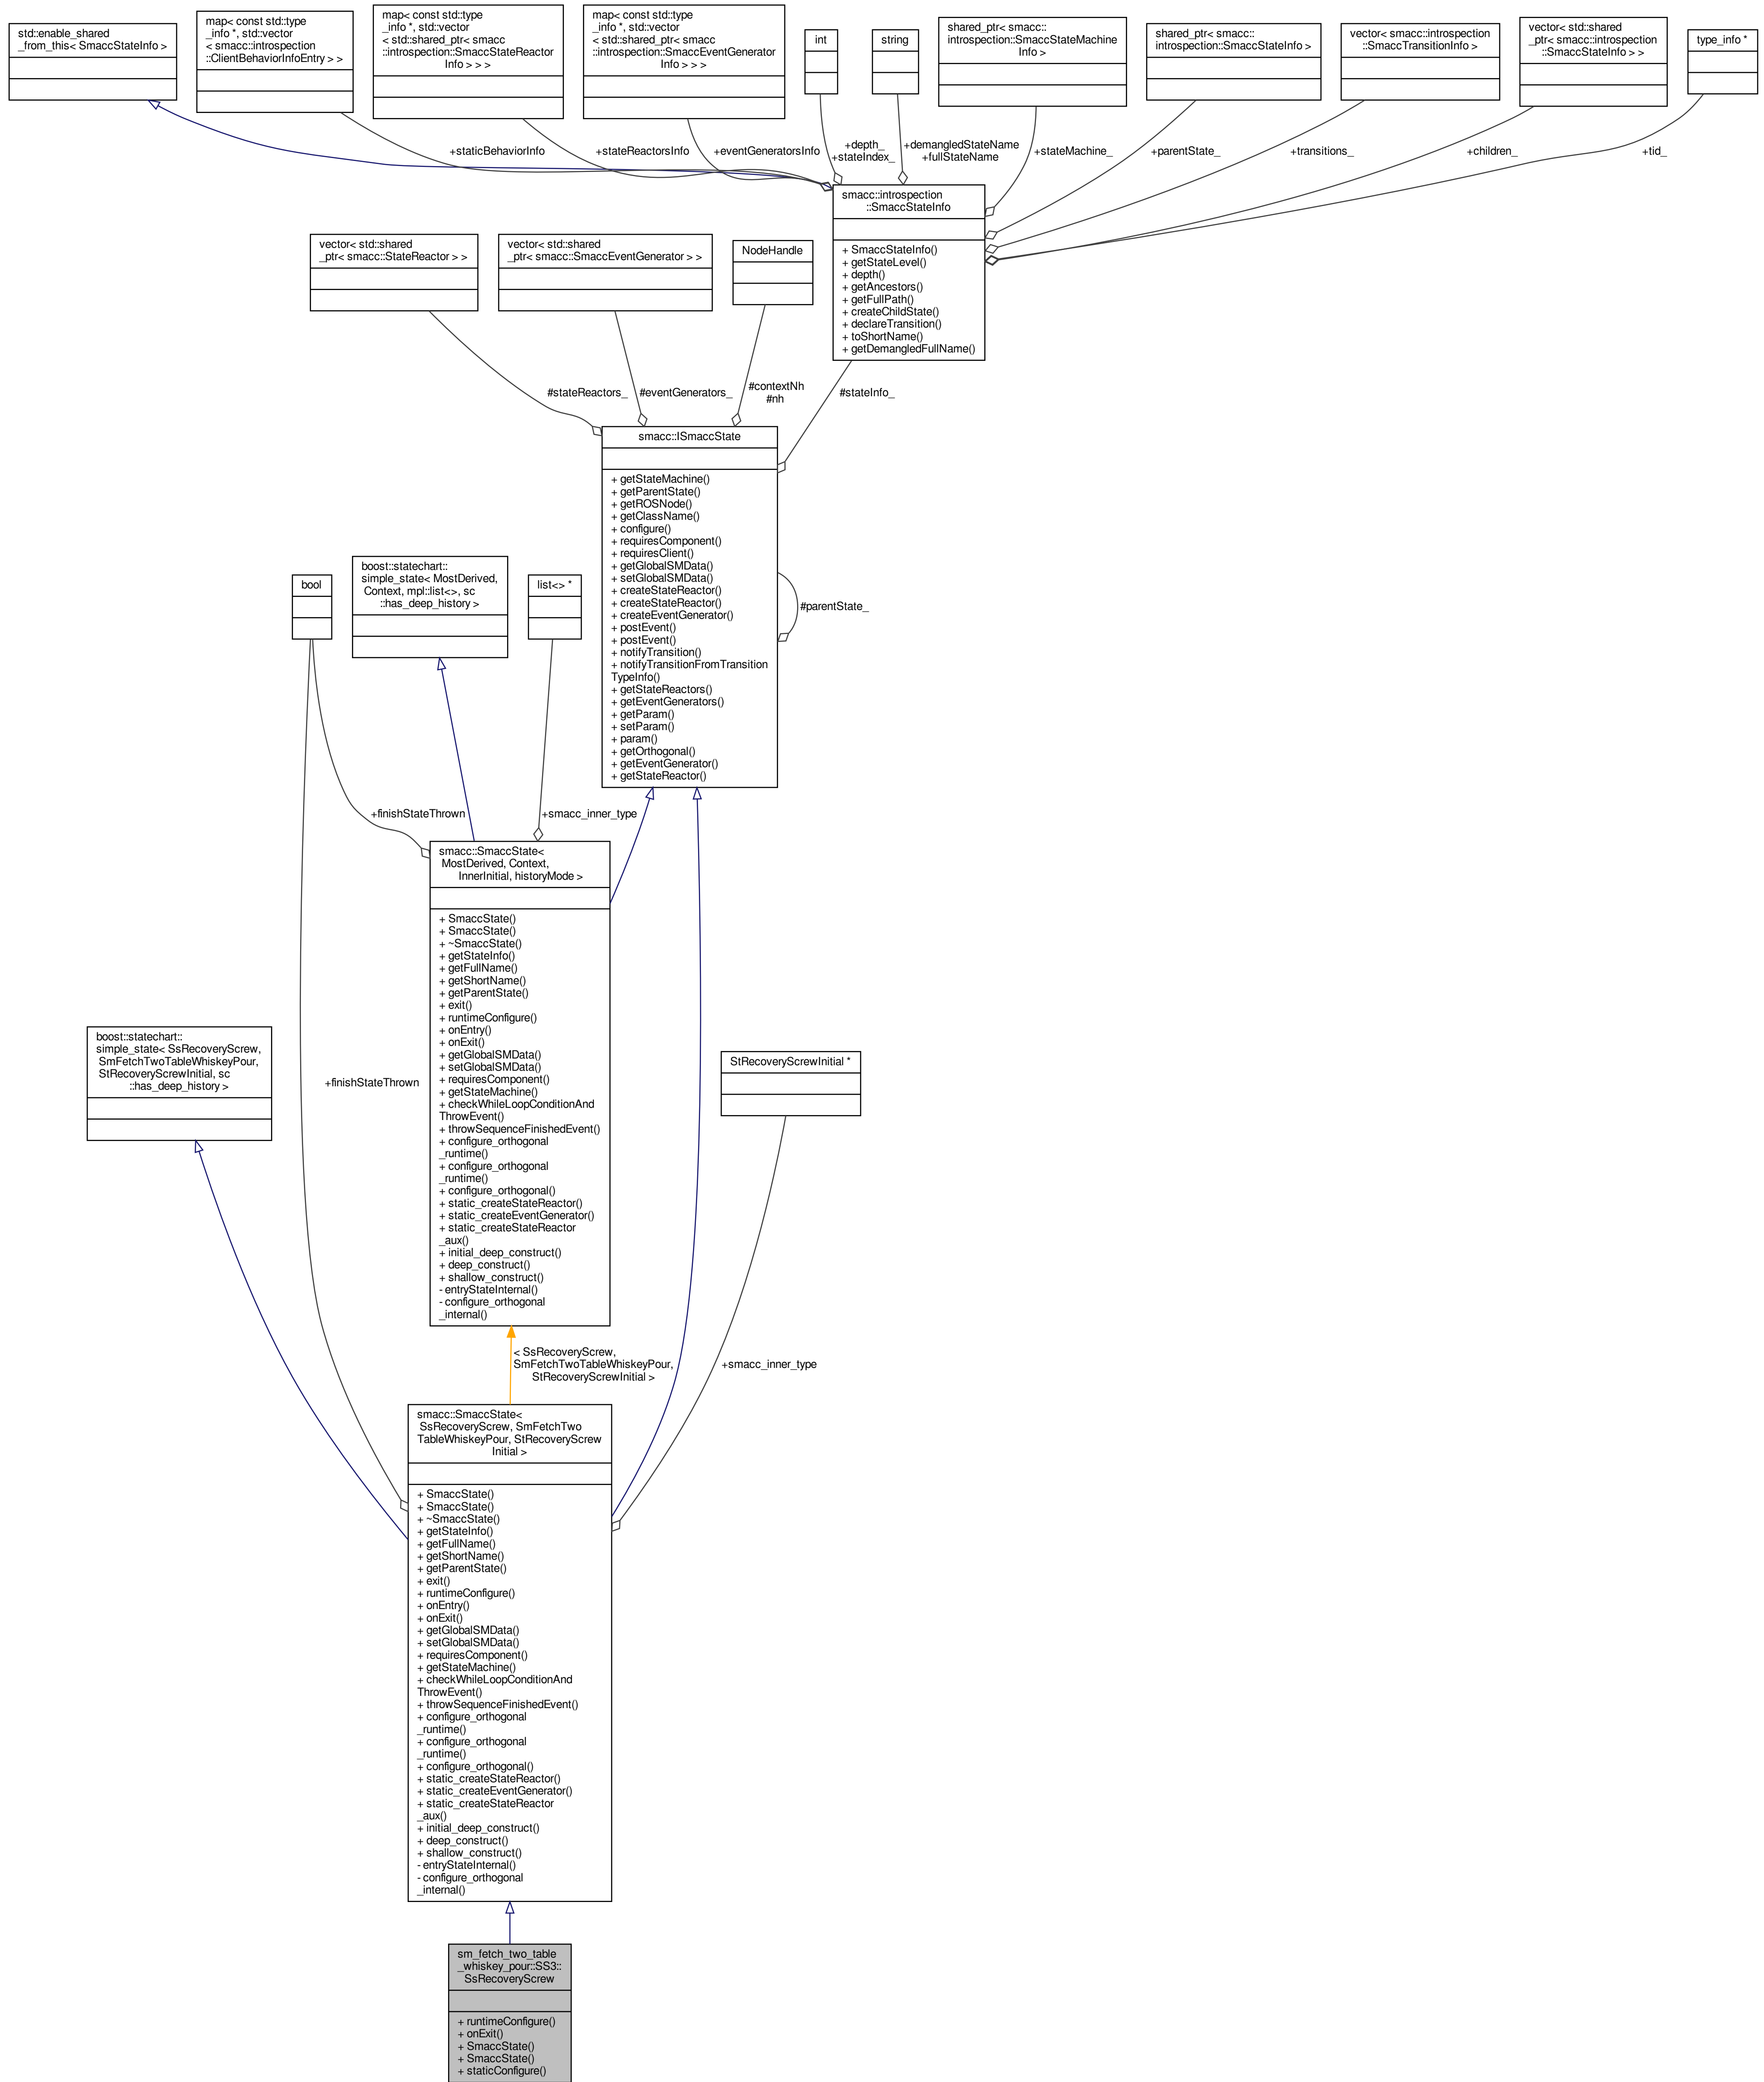 std::enable_shared
_from_this< SmaccStateInfo >
map< const std::type
_info *, std::vector
< smacc::introspection
::ClientBehaviorInfoEntry > >
map< const std::type
_info *, std::vector
< std::shared_ptr< smacc
::introspection::SmaccStateReactor
Info > > >
map< const std::type
_info *, std::vector
< std::shared_ptr< smacc
::introspection::SmaccEventGenerator
Info > > >
int
string
shared_ptr< smacc::
introspection::SmaccStateMachine
Info >
shared_ptr< smacc::
introspection::SmaccStateInfo >
vector< smacc::introspection
::SmaccTransitionInfo >
vector< std::shared
_ptr< smacc::introspection
::SmaccStateInfo > >
type_info *
+staticBehaviorInfo
+stateReactorsInfo
+eventGeneratorsInfo
+depth_
+stateIndex_
+demangledStateName
+fullStateName
+stateMachine_
+parentState_
+transitions_
+children_
+tid_
smacc::introspection
::SmaccStateInfo
+ SmaccStateInfo()
+ getStateLevel()
+ depth()
+ getAncestors()
+ getFullPath()
+ createChildState()
+ declareTransition()
+ toShortName()
+ getDemangledFullName()
vector< std::shared
_ptr< smacc::StateReactor > >
vector< std::shared
_ptr< smacc::SmaccEventGenerator > >
NodeHandle
#stateReactors_
#eventGenerators_
#contextNh
#nh
#stateInfo_
smacc::ISmaccState
+ getStateMachine()
+ getParentState()
+ getROSNode()
+ getClassName()
+ configure()
+ requiresComponent()
+ requiresClient()
+ getGlobalSMData()
+ setGlobalSMData()
+ createStateReactor()
+ createStateReactor()
+ createEventGenerator()
+ postEvent()
+ postEvent()
+ notifyTransition()
+ notifyTransitionFromTransition
TypeInfo()
+ getStateReactors()
+ getEventGenerators()
+ getParam()
+ setParam()
+ param()
+ getOrthogonal()
+ getEventGenerator()
+ getStateReactor()
#parentState_
bool
boost::statechart::
simple_state< MostDerived,
Context, mpl::list<>, sc
::has_deep_history >
list<> *
+finishStateThrown
+smacc_inner_type
smacc::SmaccState<
MostDerived, Context,
InnerInitial, historyMode >
+ SmaccState()
+ SmaccState()
+ ~SmaccState()
+ getStateInfo()
+ getFullName()
+ getShortName()
+ getParentState()
+ exit()
+ runtimeConfigure()
+ onEntry()
+ onExit()
+ getGlobalSMData()
+ setGlobalSMData()
+ requiresComponent()
+ getStateMachine()
+ checkWhileLoopConditionAnd
ThrowEvent()
+ throwSequenceFinishedEvent()
+ configure_orthogonal
_runtime()
+ configure_orthogonal
_runtime()
+ configure_orthogonal()
+ static_createStateReactor()
+ static_createEventGenerator()
+ static_createStateReactor
_aux()
+ initial_deep_construct()
+ deep_construct()
+ shallow_construct()
- entryStateInternal()
- configure_orthogonal
_internal()
boost::statechart::
simple_state< SsRecoveryScrew,
SmFetchTwoTableWhiskeyPour,
StRecoveryScrewInitial, sc
::has_deep_history >
+finishStateThrown
StRecoveryScrewInitial *
< SsRecoveryScrew,
SmFetchTwoTableWhiskeyPour,
StRecoveryScrewInitial >
+smacc_inner_type
smacc::SmaccState<
SsRecoveryScrew, SmFetchTwo
TableWhiskeyPour, StRecoveryScrew
Initial >
+ SmaccState()
+ SmaccState()
+ ~SmaccState()
+ getStateInfo()
+ getFullName()
+ getShortName()
+ getParentState()
+ exit()
+ runtimeConfigure()
+ onEntry()
+ onExit()
+ getGlobalSMData()
+ setGlobalSMData()
+ requiresComponent()
+ getStateMachine()
+ checkWhileLoopConditionAnd
ThrowEvent()
+ throwSequenceFinishedEvent()
+ configure_orthogonal
_runtime()
+ configure_orthogonal
_runtime()
+ configure_orthogonal()
+ static_createStateReactor()
+ static_createEventGenerator()
+ static_createStateReactor
_aux()
+ initial_deep_construct()
+ deep_construct()
+ shallow_construct()
- entryStateInternal()
- configure_orthogonal
_internal()
sm_fetch_two_table
_whiskey_pour::SS3::
SsRecoveryScrew
+ runtimeConfigure()
+ onExit()
+ SmaccState()
+ SmaccState()
+ staticConfigure()